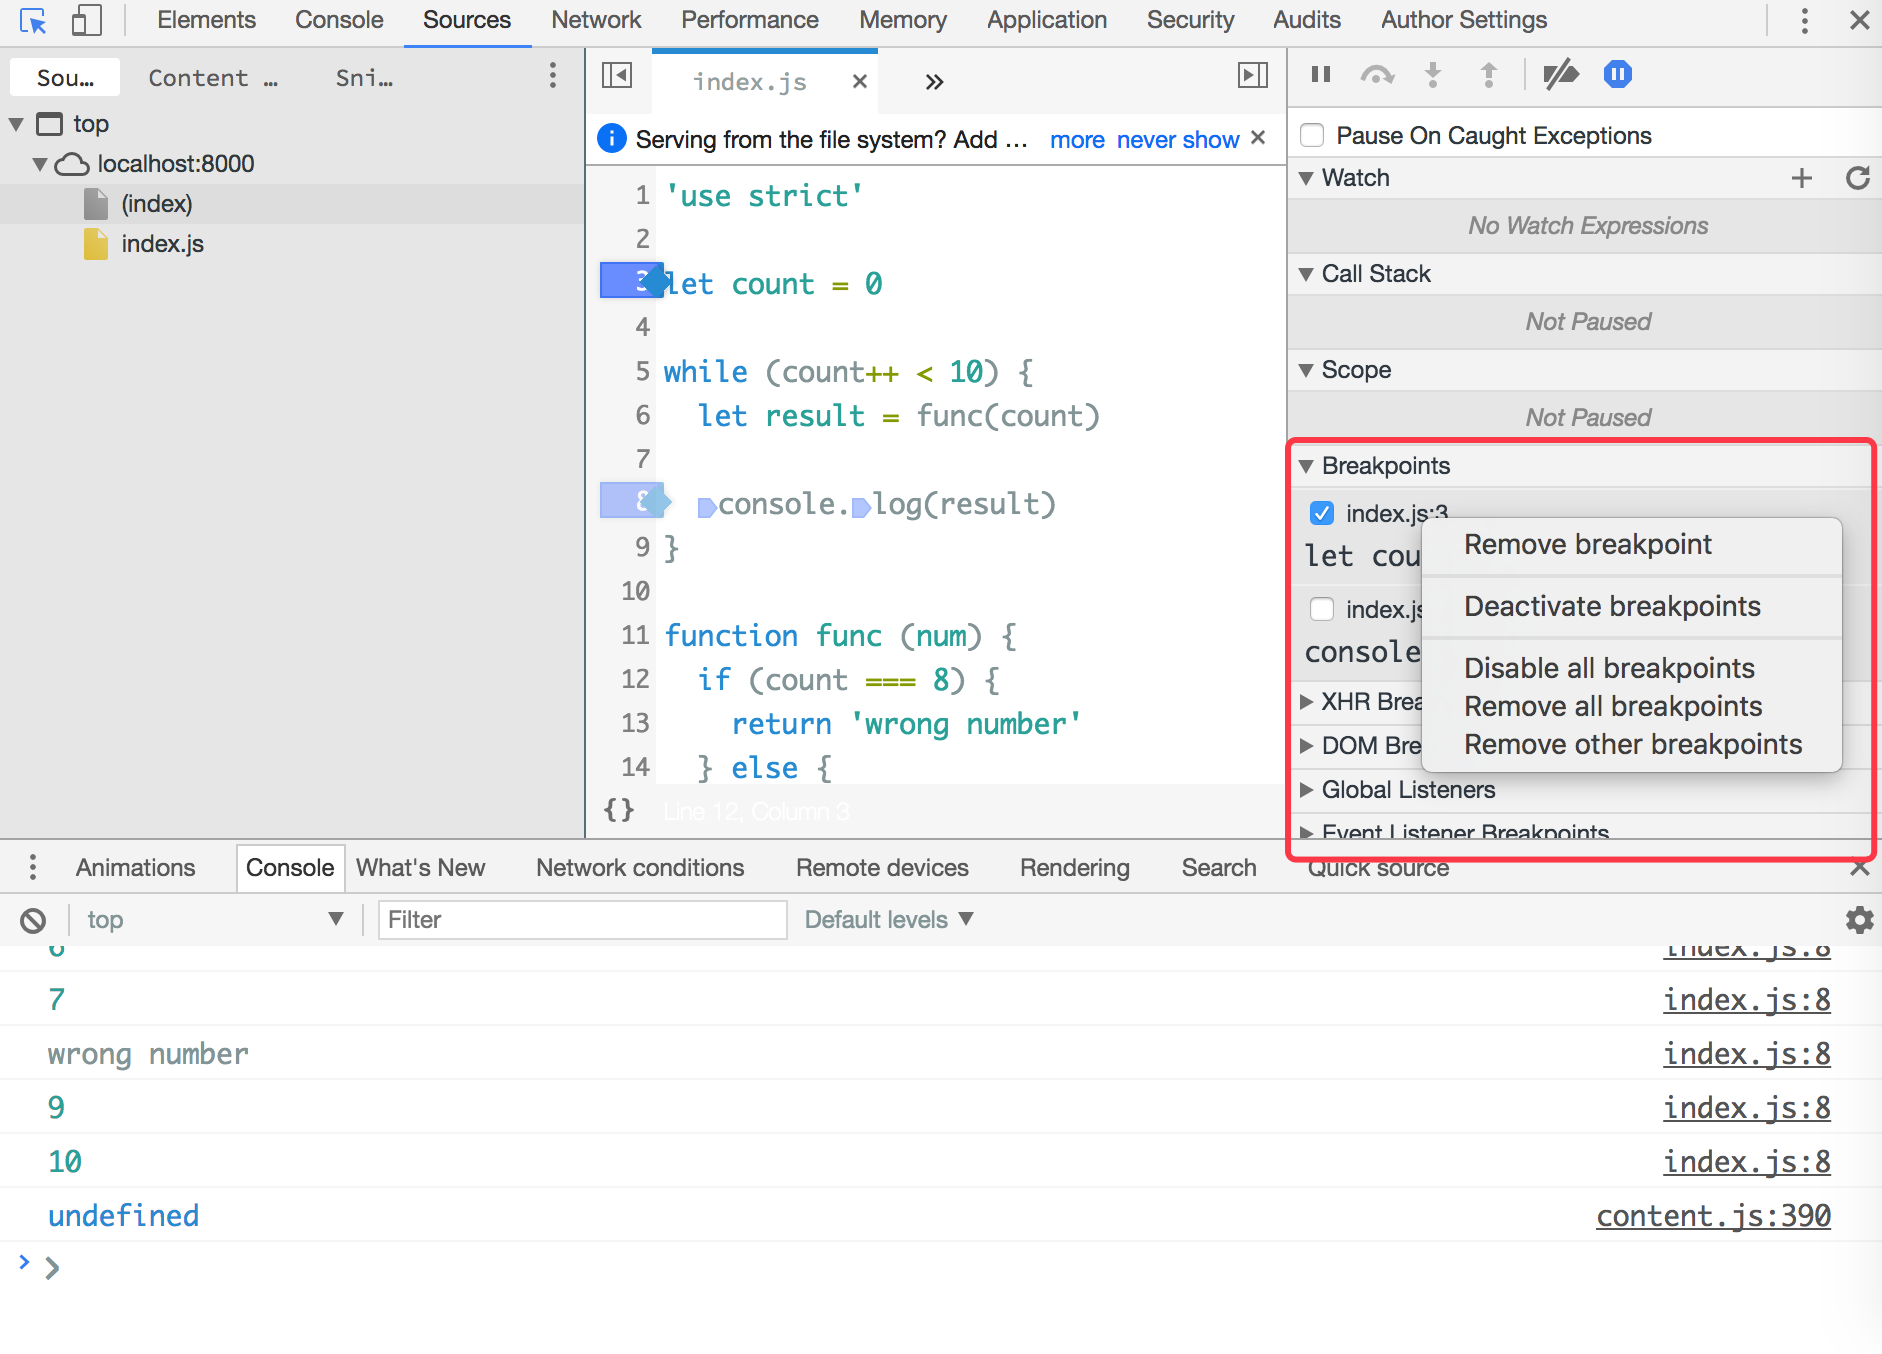 Elements Console Sources Network Performance Memory Application Security Audits Author Settings
Sou... Content ... Sni...
index.js
top
localhost:8000
(index)
index.js
Serving from the file system? Add ... more never show
1 'use strict'
2
3 let count = 0
4
5 while (count++ < 10) {
6 let result = func(count)
7
8 console.log(result)
9 }
10
11 function func (num) {
12 if (count === 8) {
13 return 'wrong number'
14 } else {
{} Line 12, Column 3
Pause On Caught Exceptions
Watch
No Watch Expressions
Call Stack
Not Paused
Scope
Not Paused
Breakpoints
index.js:3
let cou
index.js
console
XHR Brea
DOM Bre
Global Listeners
Event Listener Breakpoints
Remove breakpoint
Deactivate breakpoints
Disable all breakpoints
Remove all breakpoints
Remove other breakpoints
Animations Console What's New Network conditions Remote devices Rendering Search Quick source
top Filter Default levels
6 index.js:8
7 index.js:8
wrong number index.js:8
9 index.js:8
10 index.js:8
undefined content.js:390